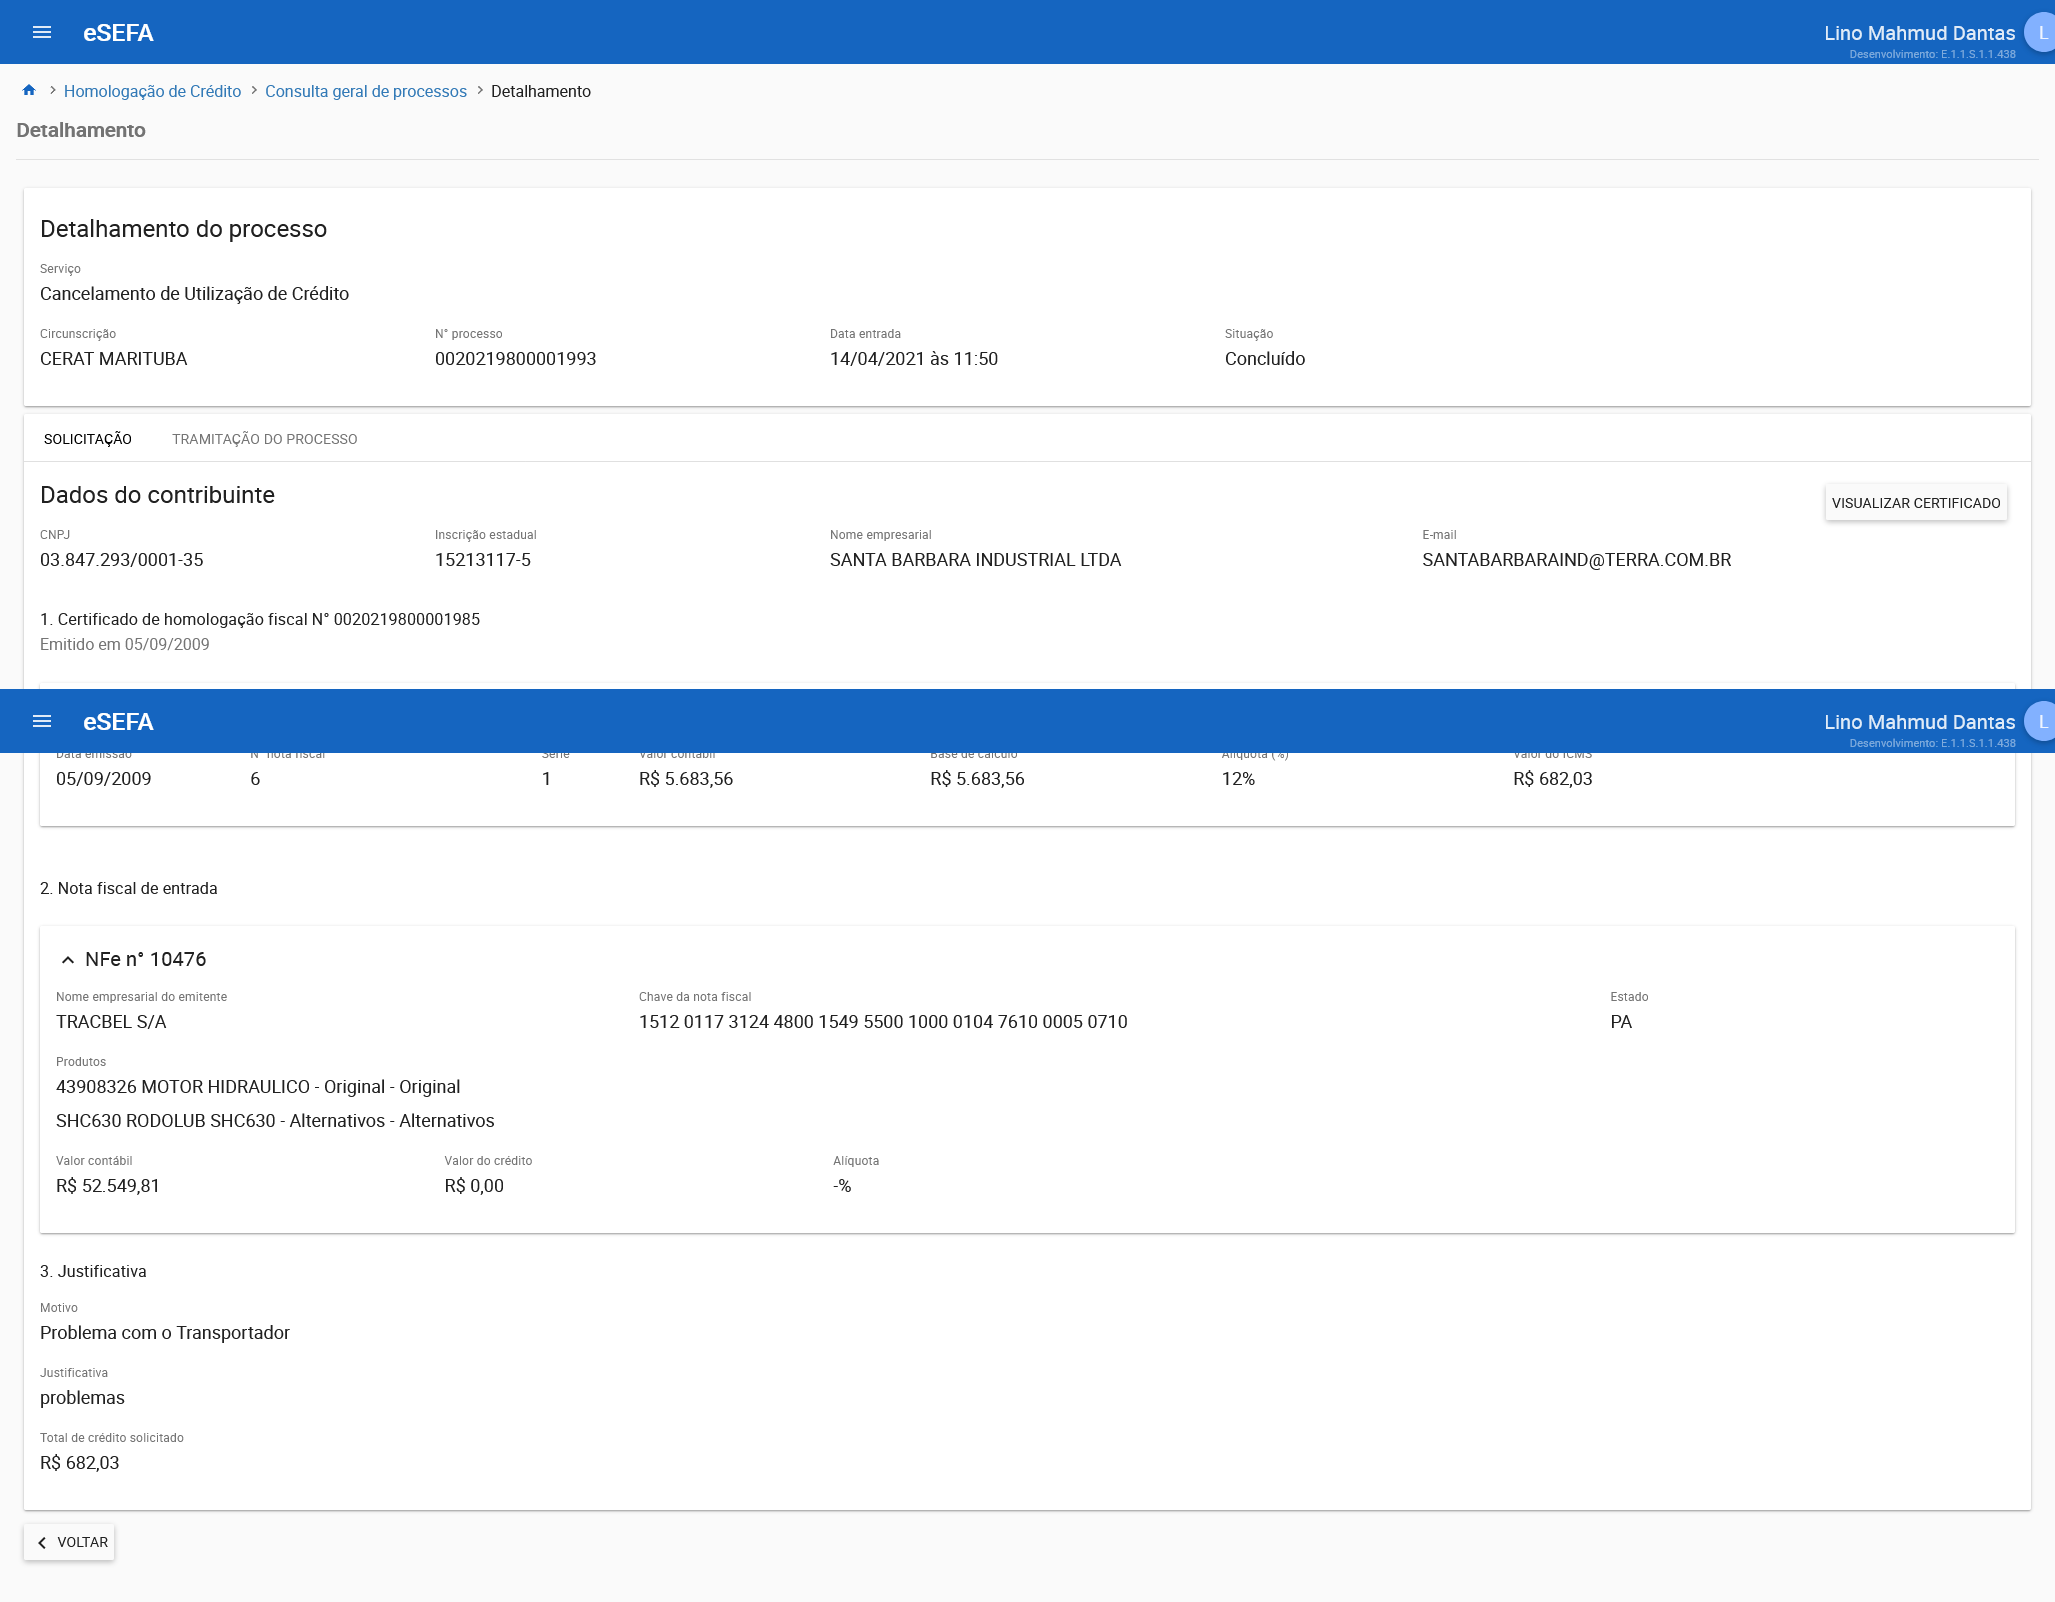 eSEFA
Lino Mahmud Dantas
L
Desenvolvimento: E.1.1.S.1.1.438
Homologação de Crédito > Consulta geral de processos > Detalhamento
Detalhamento
Detalhamento do processo
Serviço
Cancelamento de Utilização de Crédito
Circunscrição N° processo Data entrada Situação
CERAT MARITUBA 0020219800001993 14/04/2021 às 11:50 Concluído
SOLICITAÇÃO TRAMITAÇÃO DO PROCESSO
Dados do contribuinte
VISUALIZAR CERTIFICADO
CNPJ Inscrição estadual Nome empresarial E-mail
03.847.293/0001-35 15213117-5 SANTA BARBARA INDUSTRIAL LTDA SANTABARBARAIND@TERRA.COM.BR
1. Certificado de homologação fiscal N° 0020219800001985
Emitido em 05/09/2009
eSEFA
Lino Mahmud Dantas
L
Desenvolvimento: E.1.1.S.1.1.438
Data emissão N° nota fiscal Série Valor contábil Base de cálculo Alíquota (%) Valor do ICMS
05/09/2009 6 1 R$ 5.683,56 R$ 5.683,56 12% R$ 682,03
2. Nota fiscal de entrada
NFe n° 10476
Nome empresarial do emitente Chave da nota fiscal Estado
TRACBEL S/A 1512 0117 3124 4800 1549 5500 1000 0104 7610 0005 0710 PA
Produtos
43908326 MOTOR HIDRAULICO - Original - Original
SHC630 RODOLUB SHC630 - Alternativos - Alternativos
Valor contábil Valor do crédito Alíquota
R$ 52.549,81 R$ 0,00 -%
3. Justificativa
Motivo
Problema com o Transportador
Justificativa
problemas
Total de crédito solicitado
R$ 682,03
VOLTAR